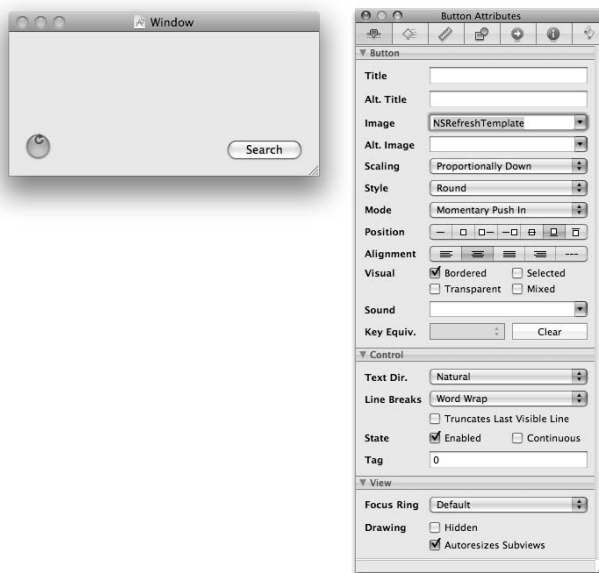 Window
Search
Button Attributes
Button
Title
Alt. Title
Image NSRefreshTemplate
Alt. Image
Scaling Proportionally Down
Style Round
Mode Momentary Push In
Position
Alignment
Visual Bordered Selected
Transparent Mixed
Sound
Key Equiv. Clear
Control
Text Dir. Natural
Line Breaks Word Wrap
Truncates Last Visible Line
State Enabled Continuous
Tag 0
View
Focus Ring Default
Drawing Hidden
Autoresizes Subviews